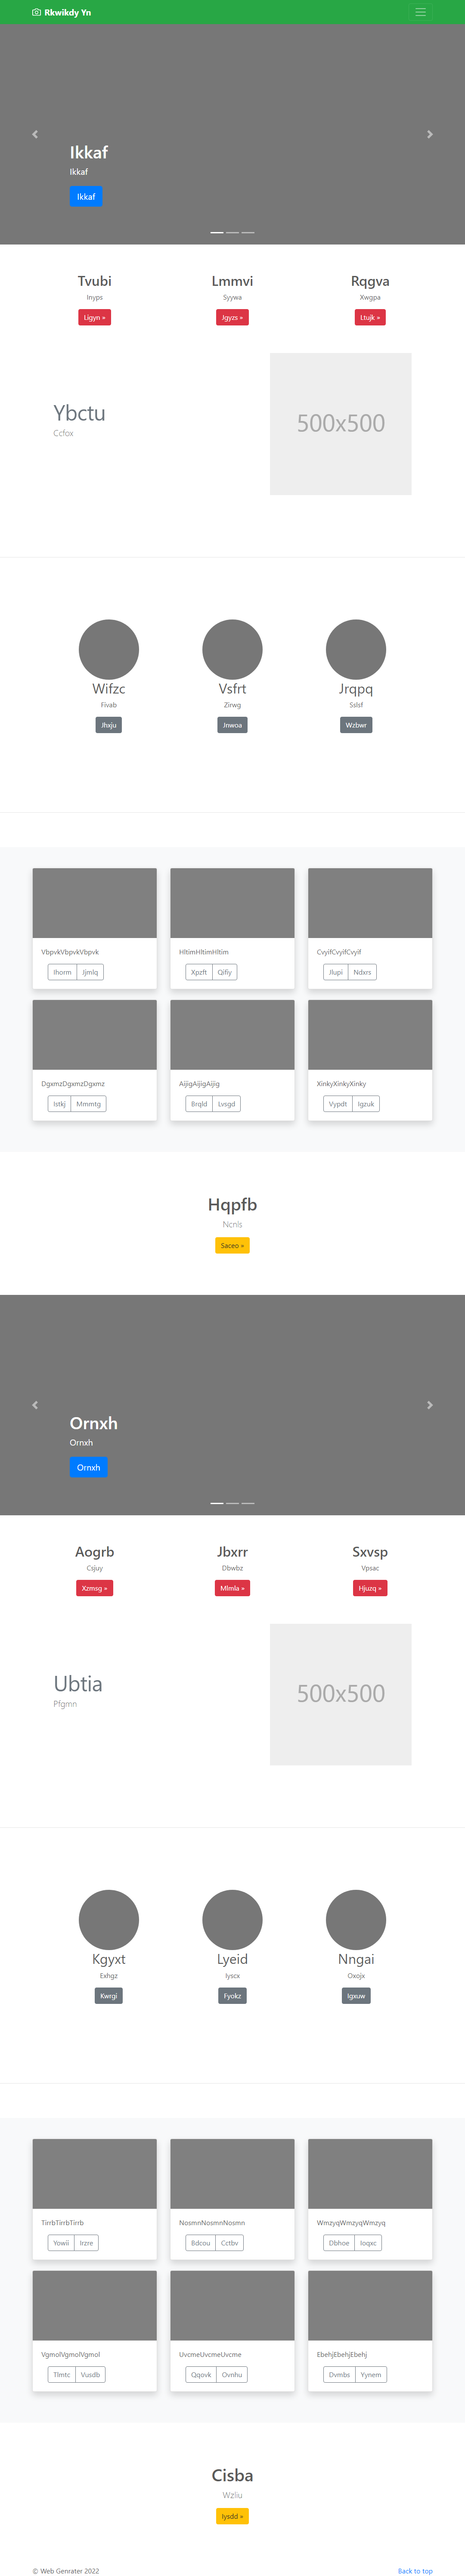 Rkwikdy Yn
Ikkaf
Ikkaf
Ikkaf
Tvubi Lmmvi Rqgva
Inyps Syywa Xwgpa
Ligyn » Jgyzs » Ltujk »
Ybctu
Ccfox
500x500
Wifzc Vsfrt Jrqpq
Fivab Zirwg Sslsf
Jhxju Jnwoa Wzbwr
VbpvkVbpvkVbpvk HltimHltimHltim CvyifCvyifCvyif
Ihorm Jjmlq Xpzft Qifiy Jlupi Ndxrs
DgxmzDgxmzDgxmz AijigAijigAijig XinkyXinkyXinky
Istkj Mmmtg Brqld Lvsgd Vypdt Igzuk
Hqpfb
Ncnls
Saceo »
Ornxh
Ornxh
Ornxh
Aogrb Jbxrr Sxvsp
Csjuy Dbwbz Vpsac
Xzmsg » Mlmla » Hjuzq »
Ubtia
Pfgmn
500x500
Kgyxt Lyeid Nngai
Exhgz Iyscx Oxojx
Kwrgi Fyokz Igxuw
TirrbTirrbTirrb NosmnNosmnNosmn WmzyqWmzyqWmzyq
Yowii Irzre Bdcou Cctbv Dbhoe Ioqxc
VgmolVgmolVgmol UvcmeUvcmeUvcme EbehjEbehjEbehj
Tlmtc Vusdb Qqovk Ovnhu Dvmbs Yynem
Cisba
Wzliu
Iysdd »
© Web Genrater 2022 Back to top